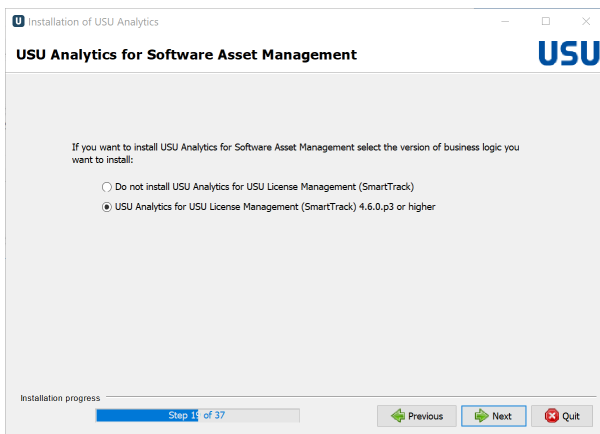 U Installation of USU Analytics
USU Analytics for Software Asset Management
USU
If you want to install USU Analytics for Software Asset Management select the version of business logic you
want to install:
Do not install USU Analytics for USU License Management (SmartTrack)
USU Analytics for USU License Management (SmartTrack) 4.6.0.p3 or higher
Installation progress
Step 19 of 37
Previous
Next
Quit